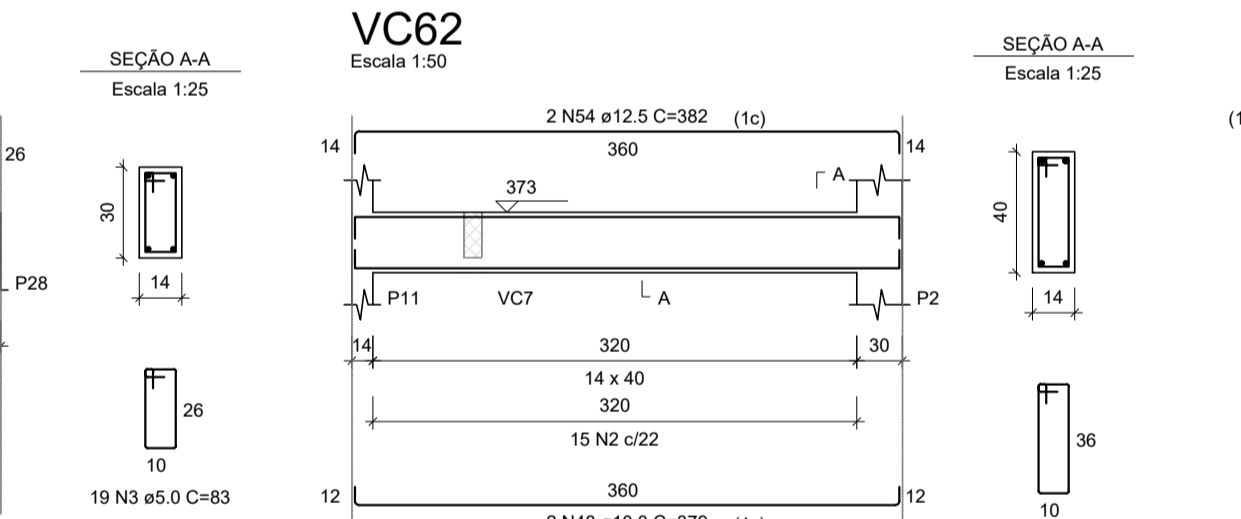 VC62
Escala 1:50
SEÇÃO A-A
Escala 1:25
26
30
14
P28
26
10
19 N3 ø5.0 C=83
2 N54 ø12.5 C=382 (1c)
14
360
14
A
373
P11
VC7
A
P2
14
320
30
14 x 40
320
15 N2 c/22
12
360
12
SEÇÃO A-A
Escala 1:25
40
14
36
10